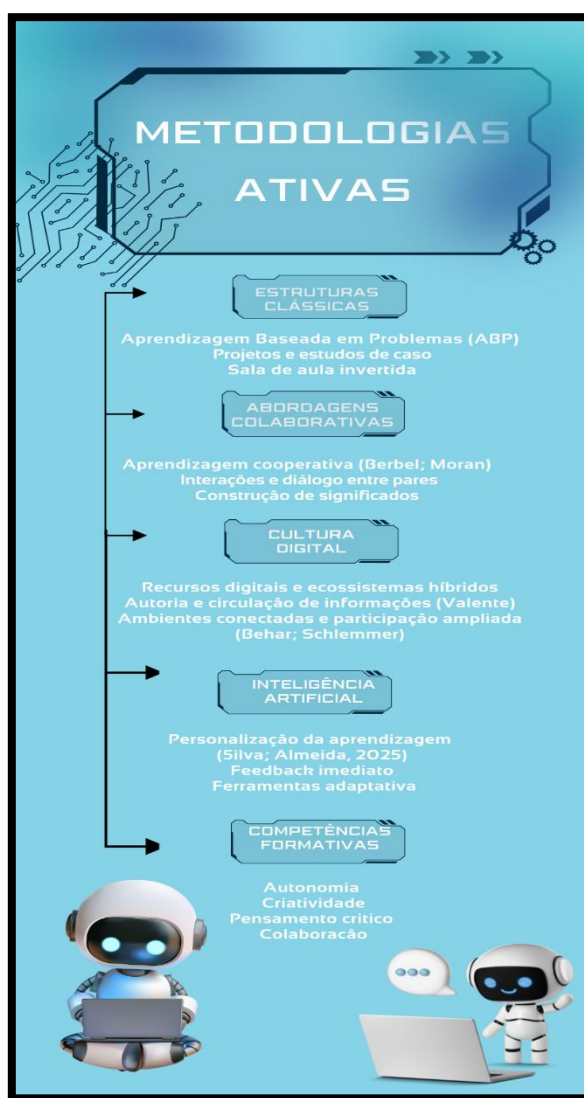 METODOLOGIAS
ATIVAS
ESTRUTURAS
CLÁSSICAS
Aprendizagem Baseada em Problemas (ABP)
Projetos e estudos de caso
Sala de aula invertida
ABORDAGENS
COLABORATIVAS
Aprendizagem cooperativa (Berbel; Moran)
Interações e diálogo entre pares
Construção de significados
CULTURA
DIGITAL
Recursos digitais e ecossistemas híbridos
Autoria e circulação de informações (Valente)
Ambientes conectadas e participação ampliada
(Behar; Schlemmer)
INTELIGÊNCIA
ARTIFICIAL
Personalização da aprendizagem
(Silva; Almeida, 2025)
Feedback imediato
Ferramentas adaptativa
COMPETÊNCIAS
FORMATIVAS
Autonomia
Criatividade
Pensamento critico
Colaboracâo